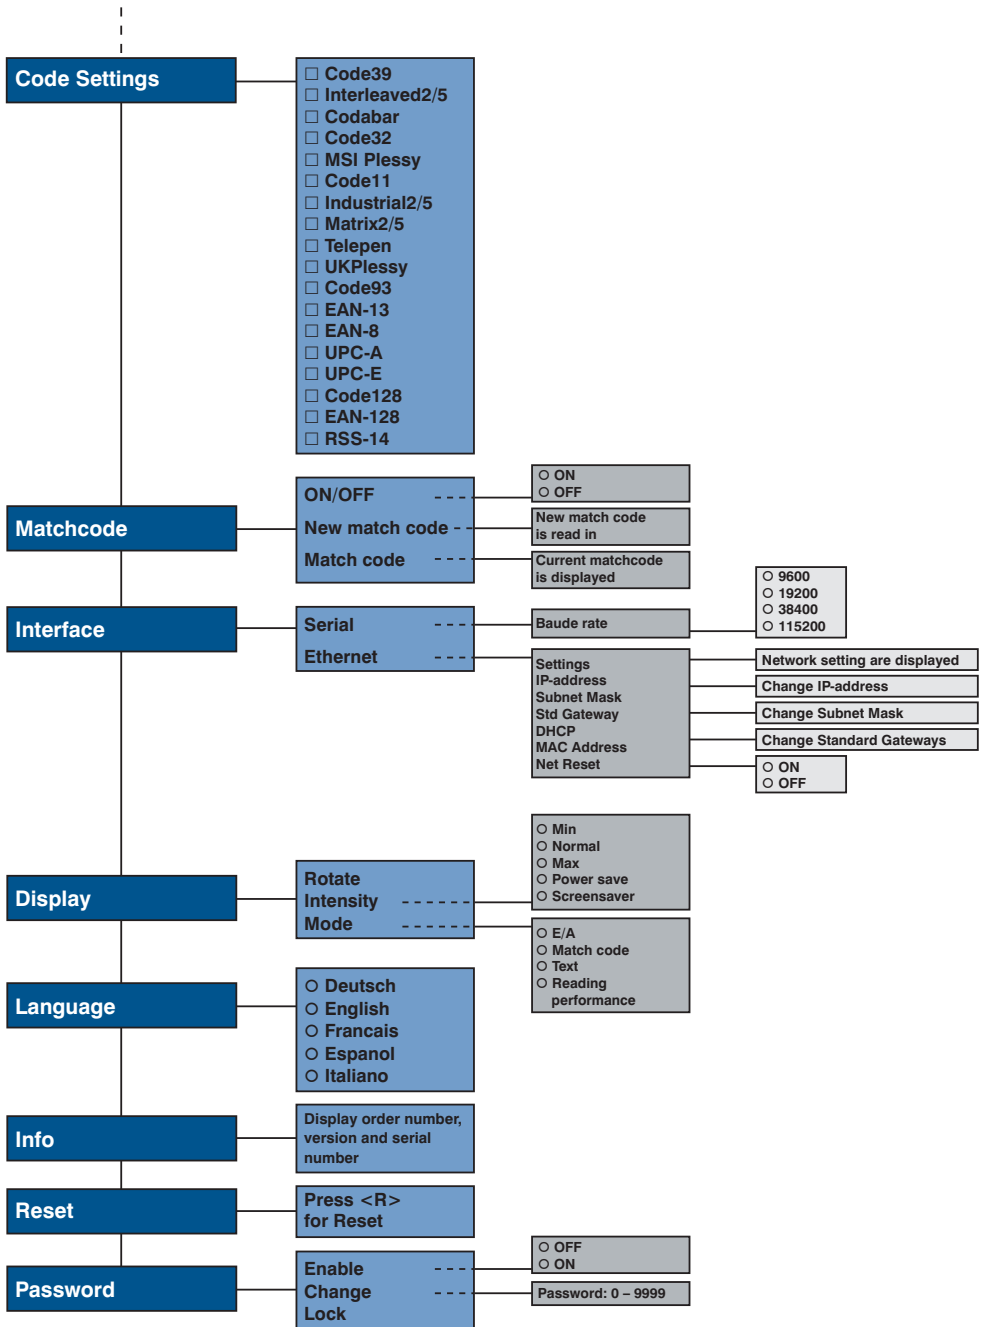 Code Settings
□ Code39
□ Interleaved2/5
□ Codabar
□ Code32
□ MSI Plessy
□ Code11
□ Industrial2/5
□ Matrix2/5
□ Telepen
□ UKPlessy
□ Code93
□ EAN-13
□ EAN-8
□ UPC-A
□ UPC-E
□ Code128
□ EAN-128
□ RSS-14
Matchcode
ON/OFF
New match code
Match code
○ ON
○ OFF
New match code
is read in
Current matchcode
is displayed
Interface
Serial
Ethernet
Baude rate
○ 9600
○ 19200
○ 38400
○ 115200
Settings
IP-address
Subnet Mask
Std Gateway
DHCP
MAC Address
Net Reset
Network setting are displayed
Change IP-address
Change Subnet Mask
Change Standard Gateways
○ ON
○ OFF
Display
Rotate
Intensity
Mode
○ Min
○ Normal
○ Max
○ Power save
○ Screensaver
○ E/A
○ Match code
○ Text
○ Reading
performance
Language
○ Deutsch
○ English
○ Francais
○ Espanol
○ Italiano
Info
Display order number,
version and serial
number
Reset
Press <R>
for Reset
Password
Enable
Change
Lock
○ OFF
○ ON
Password: 0 – 9999